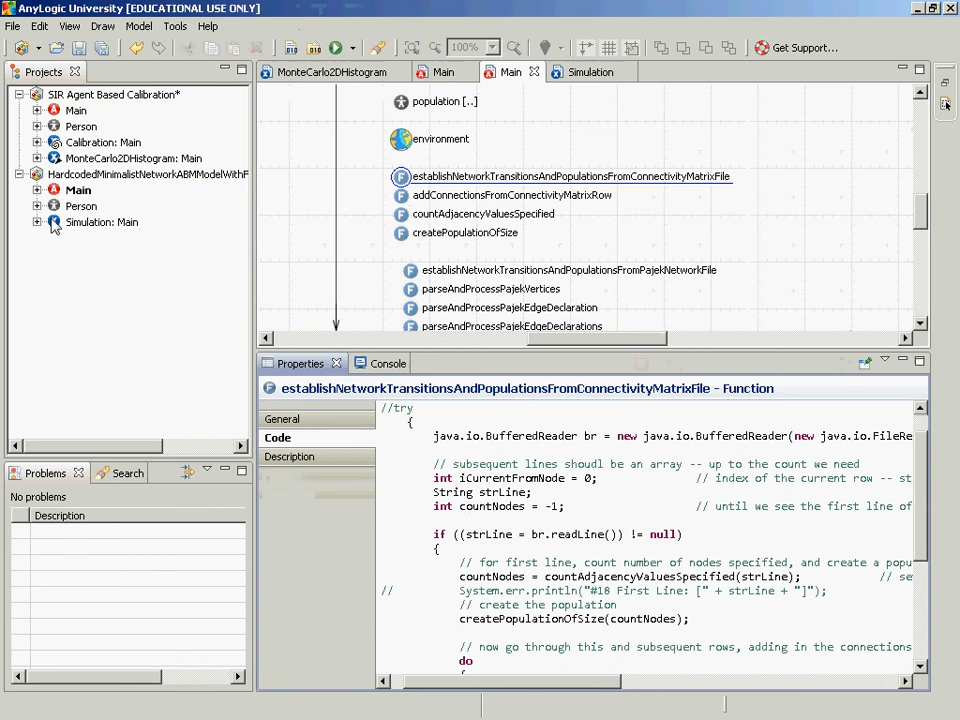 AnyLogic University [EDUCATIONAL USE ONLY]
File Edit View Draw Model Tools Help
100% Get Support...
Projects
MonteCarlo2DHistogram Main Main Simulation
SIR Agent Based Calibration*
Main
Person
Calibration: Main
MonteCarlo2DHistogram: Main
HardcodedMinimalistNetworkABMModelWithF
Main
Person
Simulation: Main
population [..]
environment
establishNetworkTransitionsAndPopulationsFromConnectivityMatrixFile
addConnectionsFromConnectivityMatrixRow
countAdjacencyValuesSpecified
createPopulationOfSize
establishNetworkTransitionsAndPopulationsFromPajekNetworkFile
parseAndProcessPajekVertices
parseAndProcessPajekEdgeDeclaration
parseAndProcessPajekEdgeDeclarations
Problems Search
No problems
Description
Properties Console
establishNetworkTransitionsAndPopulationsFromConnectivityMatrixFile - Function
General
Code
Description
//try
{
java.io.BufferedReader br = new java.io.BufferedReader(new java.io.FileRe
// subsequent lines shoudl be an array -- up to the count we need
int iCurrentFromNode = 0; // index of the current row -- st
String strLine;
int countNodes = -1; // until we see the first line of
if ((strLine = br.readLine()) != null)
{
// for first line, count number of nodes specified, and create a popu
countNodes = countAdjacencyValuesSpecified(strLine); // se
// System.err.println("#18 First Line: [" + strLine + "]");
// create the population
createPopulationOfSize(countNodes);
// now go through this and subsequent rows, adding in the connections
do
{